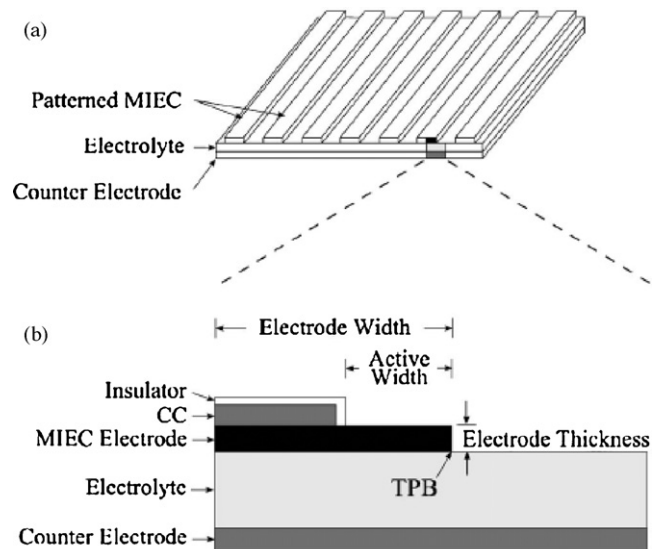 (a)
Patterned MIEC
Electrolyte
Counter Electrode
(b)
Electrode Width
Active
Width
Insulator
CC
MIEC Electrode
Electrode Thickness
TPB
Electrolyte
Counter Electrode